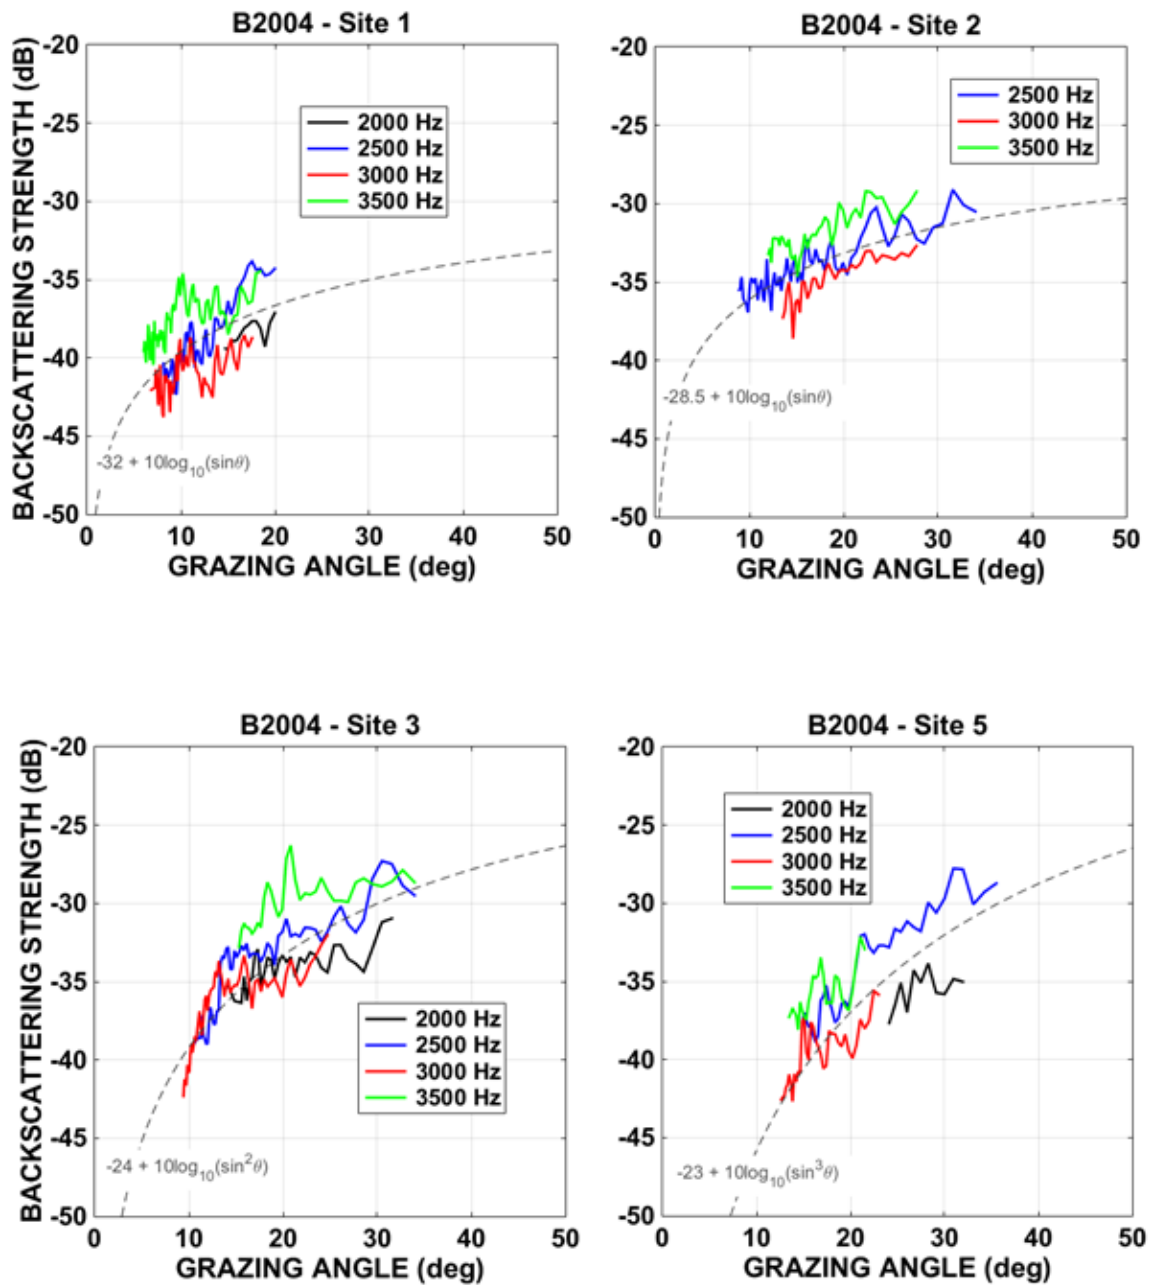 B2004 - Site 1
BACKSCATTERING STRENGTH (dB)
-20
-25
-30
-35
-40
-45
-50
2000 Hz
2500 Hz
3000 Hz
3500 Hz
-32 + 10log₁₀(sinθ)
0 10 20 30 40 50
GRAZING ANGLE (deg)
B2004 - Site 2
-20
-25
-30
-35
-40
-45
-50
2500 Hz
3000 Hz
3500 Hz
-28.5 + 10log₁₀(sinθ)
0 10 20 30 40 50
GRAZING ANGLE (deg)
B2004 - Site 3
BACKSCATTERING STRENGTH (dB)
-20
-25
-30
-35
-40
-45
-50
2000 Hz
2500 Hz
3000 Hz
3500 Hz
-24 + 10log₁₀(sin²θ)
0 10 20 30 40 50
GRAZING ANGLE (deg)
B2004 - Site 5
-20
-25
-30
-35
-40
-45
-50
2000 Hz
2500 Hz
3000 Hz
3500 Hz
-23 + 10log₁₀(sin³θ)
0 10 20 30 40 50
GRAZING ANGLE (deg)